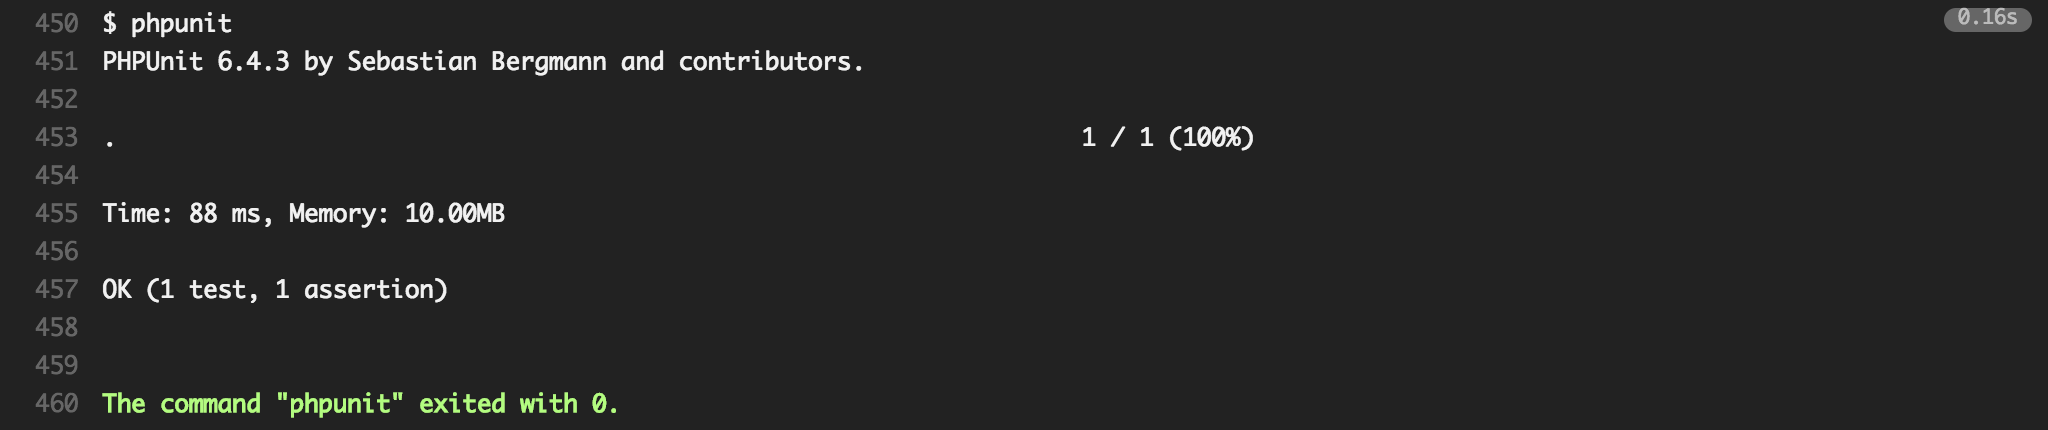 450 $ phpunit 0.16s
451 PHPUnit 6.4.3 by Sebastian Bergmann and contributors.
452
453 . 1 / 1 (100%)
454
455 Time: 88 ms, Memory: 10.00MB
456
457 OK (1 test, 1 assertion)
458
459
460 The command "phpunit" exited with 0.